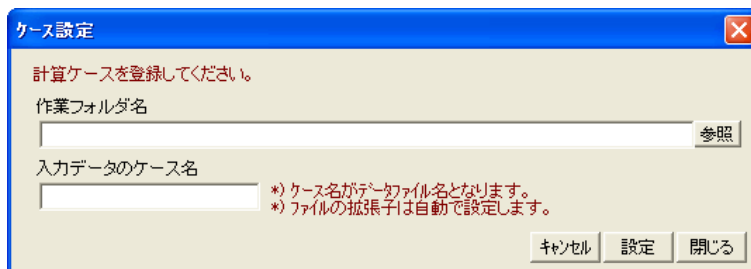 ケース設定
計算ケースを登録してください。
作業フォルダ名
参照
入力データのケース名
*) ケース名がデータファイル名となります。
*) ファイルの拡張子は自動で設定します。
キャンセル 設定 閉じる